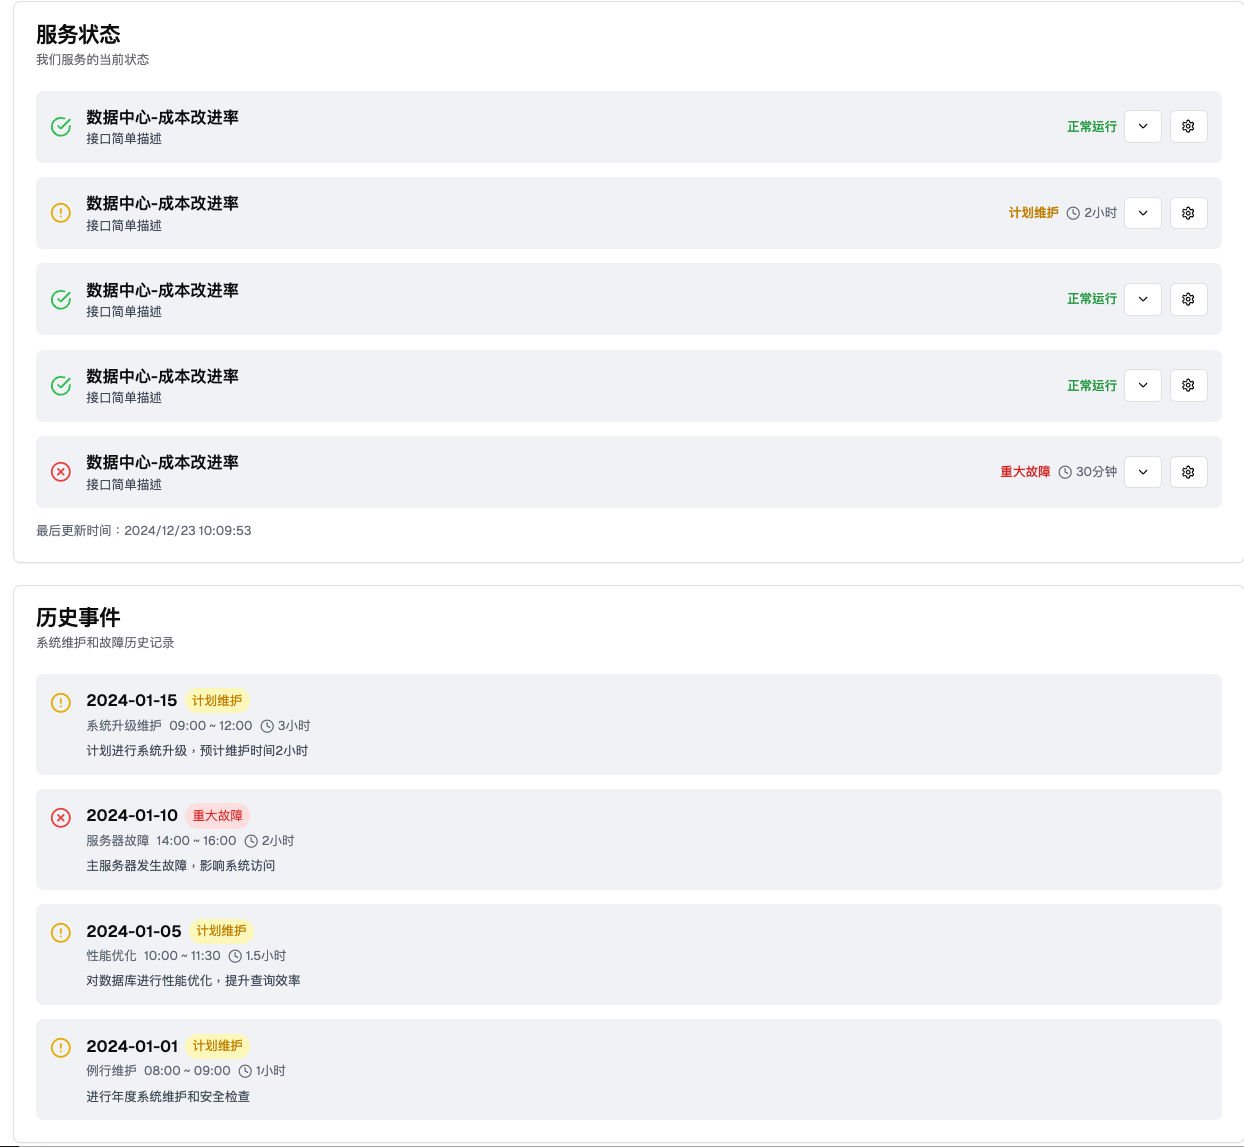 服务状态
我们服务的当前状态
数据中心-成本改进率
接口简单描述
正常运行
数据中心-成本改进率
接口简单描述
计划维护 2小时
数据中心-成本改进率
接口简单描述
正常运行
数据中心-成本改进率
接口简单描述
正常运行
数据中心-成本改进率
接口简单描述
重大故障 30分钟
最后更新时间：2024/12/23 10:09:53
历史事件
系统维护和故障历史记录
2024-01-15 计划维护
系统升级维护 09:00 ~ 12:00 3小时
计划进行系统升级，预计维护时间2小时
2024-01-10 重大故障
服务器故障 14:00 ~ 16:00 2小时
主服务器发生故障，影响系统访问
2024-01-05 计划维护
性能优化 10:00 ~ 11:30 1.5小时
对数据库进行性能优化，提升查询效率
2024-01-01 计划维护
例行维护 08:00 ~ 09:00 1小时
进行年度系统维护和安全检查